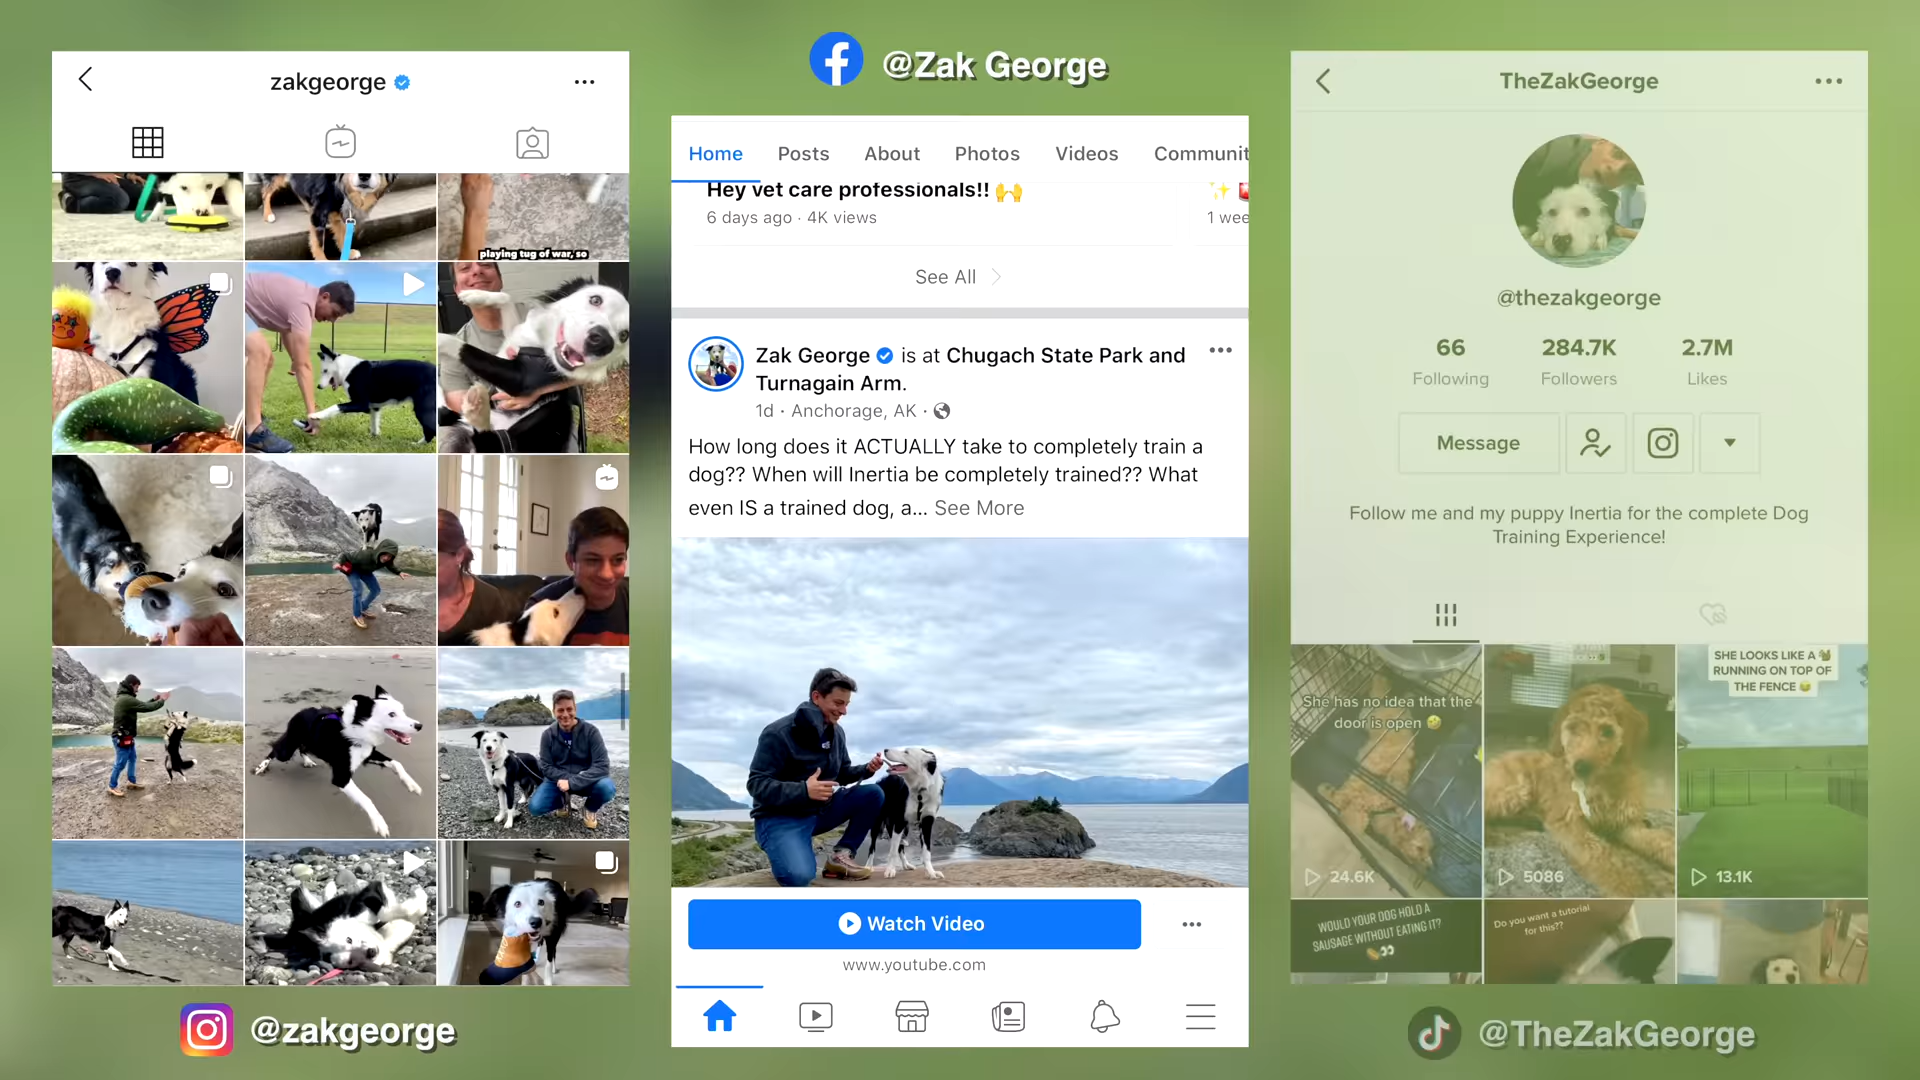 zakgeorge
playing tug of war, so
@zakgeorge
@Zak George
Home Posts About Photos Videos Communit
Hey vet care professionals!! 🙌
6 days ago · 4K views
1 wee
See All
Zak George is at Chugach State Park and
Turnagain Arm.
1d · Anchorage, AK ·
How long does it ACTUALLY take to completely train a
dog?? When will Inertia be completely trained?? What
even IS a trained dog, a... See More
Watch Video
www.youtube.com
TheZakGeorge
@thezakgeorge
66 284.7K 2.7M
Following Followers Likes
Message
Follow me and my puppy Inertia for the complete Dog
Training Experience!
She has no idea that the
door is open 🤣
24.6K
5086
SHE LOOKS LIKE A 🐿
RUNNING ON TOP OF
THE FENCE 😂
13.1K
WOULD YOUR DOG HOLD A
SAUSAGE WITHOUT EATING IT?
🌭👀
Do you want a tutorial
for this??
@TheZakGeorge